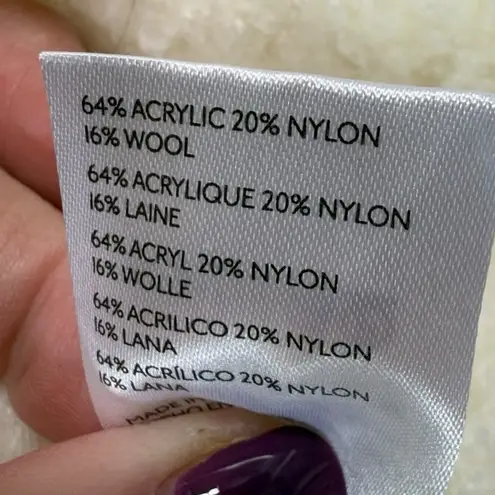 64% ACRYLIC 20% NYLON
16% WOOL
64% ACRYLIQUE 20% NYLON
16% LAINE
64% ACRYL 20% NYLON
16% WOLLE
64% ACRILICO 20% NYLON
16% LANA
64% ACRÍLICO 20% NYLON
16% LANA
MADE